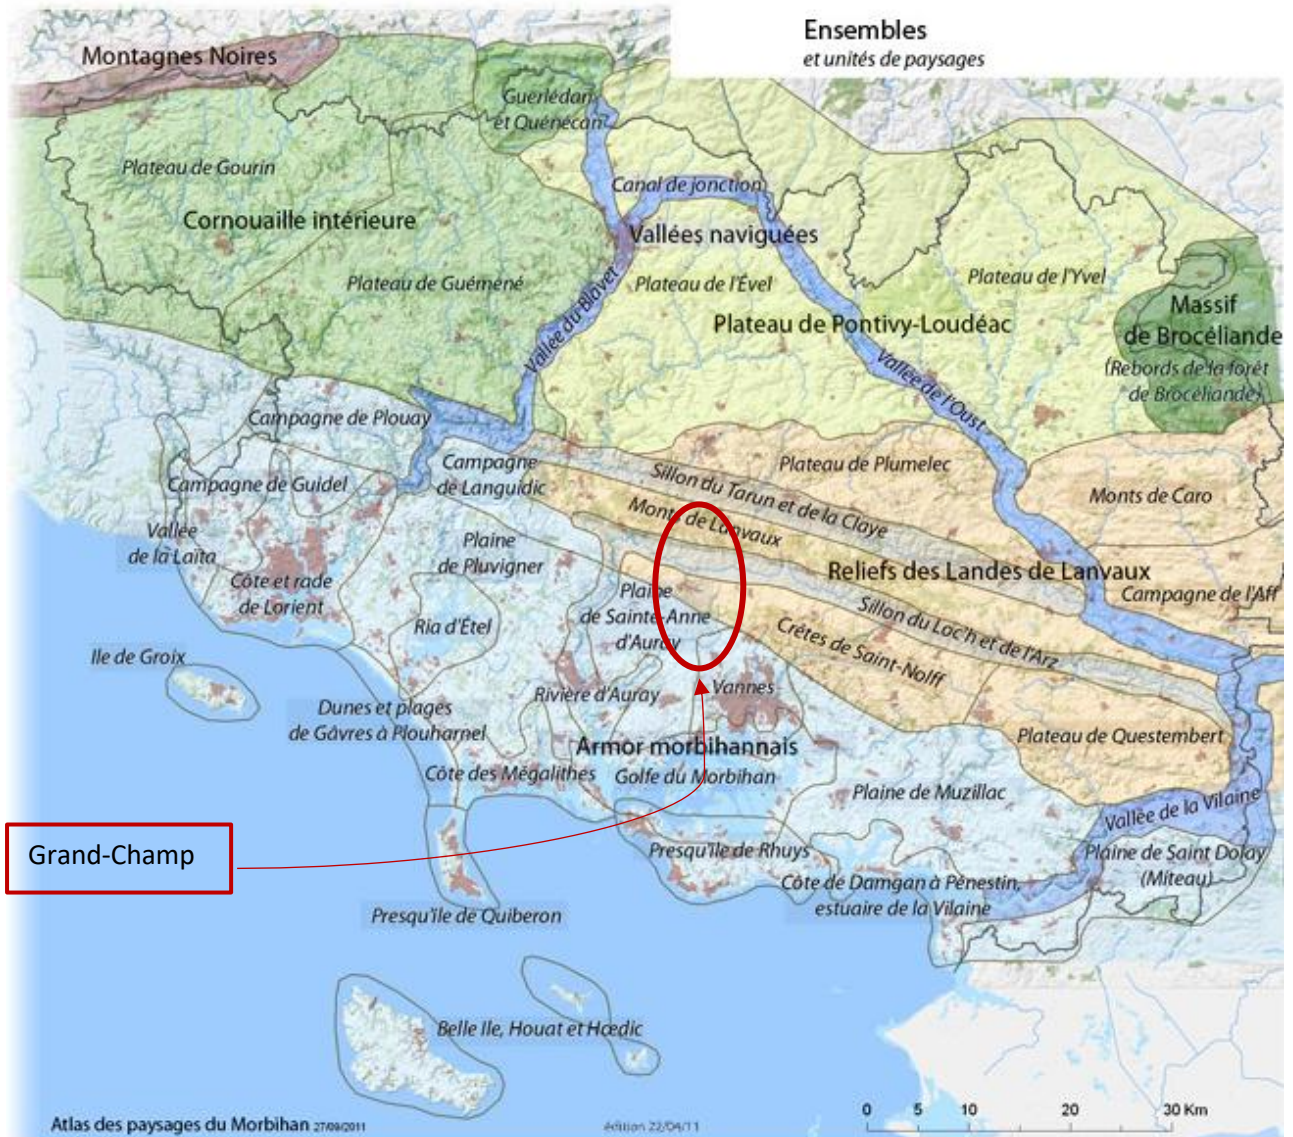 Ensembles
et unités de paysages
Montagnes Noires
Guerlédan
et Quénécan
Plateau de Gourin
Canal de jonction
Cornouaille intérieure
Vallées naviguées
Plateau de Guémené
Plateau de l'Ével
Plateau de l'Yvel
Massif
de Brocéliande
(Rebords de la forêt
de Brocéliande)
Vallée du Blavet
Plateau de Pontivy-Loudéac
Vallée de l'Oust
Campagne de Plouay
Campagne
de Languidic
Sillon du Tarun et de la Claye
Plateau de Plumelec
Monts de Caro
Campagne de Guidel
Monts de Lanvaux
Vallée
de la Laïta
Plaine
de Pluvigner
Reliefs des Landes de Lanvaux
Côte et rade
de Lorient
Plaine
de Sainte-Anne
d'Auray
Sillon du Loc'h et de l'Arz
Campagne de l'Aff
Ria d'Étel
Crêtes de Saint-Nolff
Ile de Groix
Rivière d'Auray
Vannes
Dunes et plages
de Gâvres à Plouharnel
Armor morbihannais
Plateau de Questembert
Côte des Mégalithes
Golfe du Morbihan
Plaine de Muzillac
Vallée de la Vilaine
Grand-Champ
Presqu'île de Rhuys
Plaine de Saint Dolay
(Miteau)
Côte de Damgan à Pénestin,
estuaire de la Vilaine
Presqu'île de Quiberon
Belle Ile, Houat et Hœdic
0 5 10 20 30 Km
Atlas des paysages du Morbihan 27/09/2011
édition 22/04/11